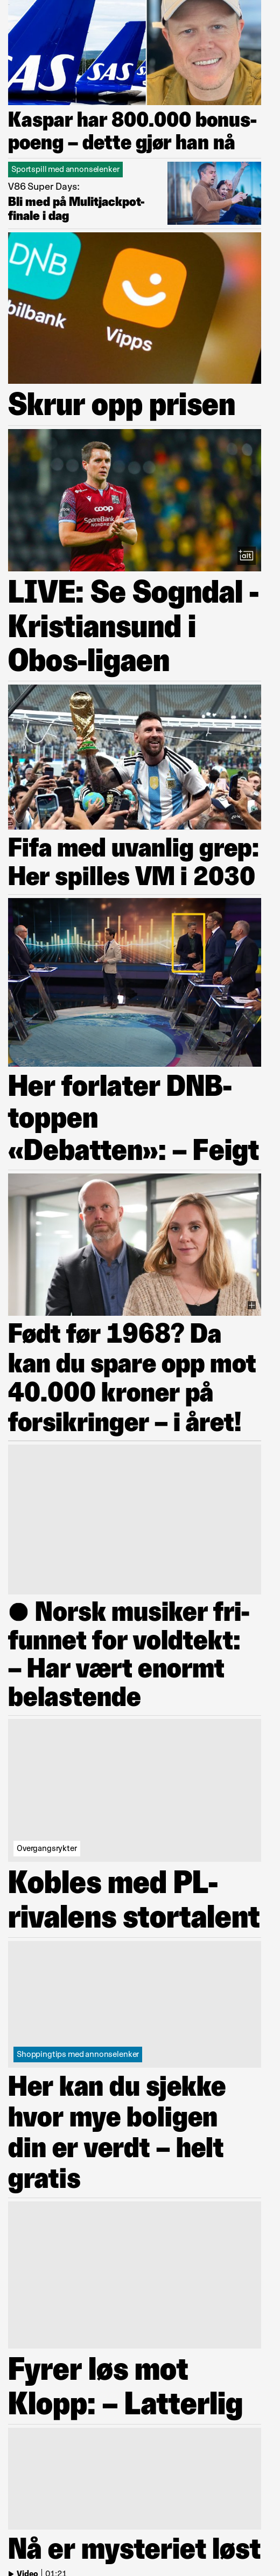 SAS
SAS
Kaspar har 800.000 bonus-
poeng – dette gjør han nå
Sportspill med annonselenker
V86 Super Days:
Bli med på Mulitjackpot-
finale i dag
DNB
bilbank
Vipps
Skrur opp prisen
coop
SpareBank
alt
LIVE: Se Sogndal -
Kristiansund i
Obos-ligaen
Fifa med uvanlig grep:
Her spilles VM i 2030
Her forlater DNB-
toppen
«Debatten»: – Feigt
Født før 1968? Da
kan du spare opp mot
40.000 kroner på
forsikringer – i året!
● Norsk musiker fri-
funnet for voldtekt:
– Har vært enormt
belastende
Overgangsrykter
Kobles med PL-
rivalens stortalent
Shoppingtips med annonselenker
Her kan du sjekke
hvor mye boligen
din er verdt – helt
gratis
Fyrer løs mot
Klopp: – Latterlig
Nå er mysteriet løst
Video | 01:21